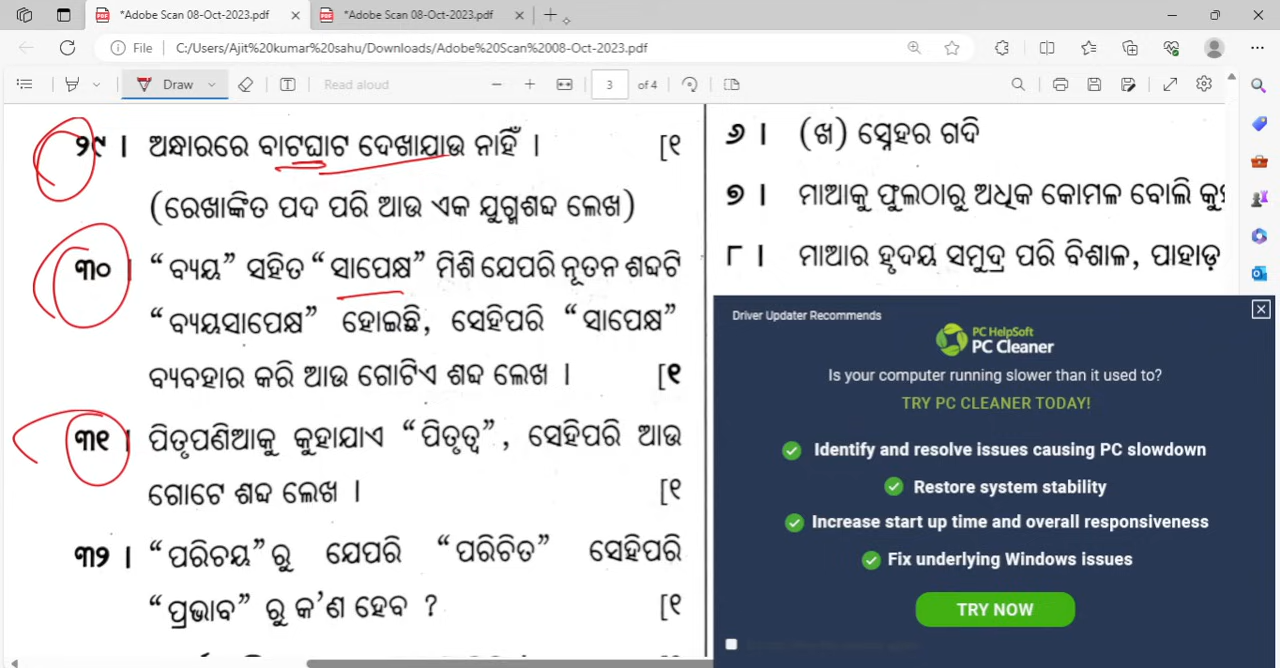 *Adobe Scan 08-Oct-2023.pdf
*Adobe Scan 08-Oct-2023.pdf
File
C:/Users/Ajit%20kumar%20sahu/Downloads/Adobe%20Scan%2008-Oct-2023.pdf
Draw
Read aloud
3
of 4
୨୯ । ଅନ୍ଧାରରେ ବାଟଘାଟ ଦେଖାଯାଉ ନାହିଁ । [୧
(ରେଖାଙ୍କିତ ପଦ ପରି ଆଉ ଏକ ଯୁଗ୍ମଶବ୍ଦ ଲେଖ)
୩୦ । “ବ୍ୟୟ” ସହିତ “ସାପେକ୍ଷ” ମିଶି ଯେପରି ନୂତନ ଶବ୍ଦଟି
“ବ୍ୟୟସାପେକ୍ଷ” ହୋଇଛି, ସେହିପରି “ସାପେକ୍ଷ”
ବ୍ୟବହାର କରି ଆଉ ଗୋଟିଏ ଶବ୍ଦ ଲେଖ । [୧
୩୧ । ପିତୃପଣିଆକୁ କୁହାଯାଏ “ପିତୃତ୍ୱ”, ସେହିପରି ଆଉ
ଗୋଟେ ଶବ୍ଦ ଲେଖ । [୧
୩୨ । “ପରିଚୟ”ରୁ ଯେପରି “ପରିଚିତ” ସେହିପରି
“ପ୍ରଭାବ” ରୁ କ’ଣ ହେବ ? [୧
୬ । (ଖ) ସ୍ନେହର ଗଦି
୭ । ମାଆକୁ ଫୁଲଠାରୁ ଅଧିକ କୋମଳ ବୋଲି
୮ । ମାଆର ହୃଦୟ ସମୁଦ୍ର ପରି ବିଶାଳ, ପାହାଡ଼
Driver Updater Recommends
PC HelpSoft
PC Cleaner
Is your computer running slower than it used to?
TRY PC CLEANER TODAY!
Identify and resolve issues causing PC slowdown
Restore system stability
Increase start up time and overall responsiveness
Fix underlying Windows issues
TRY NOW